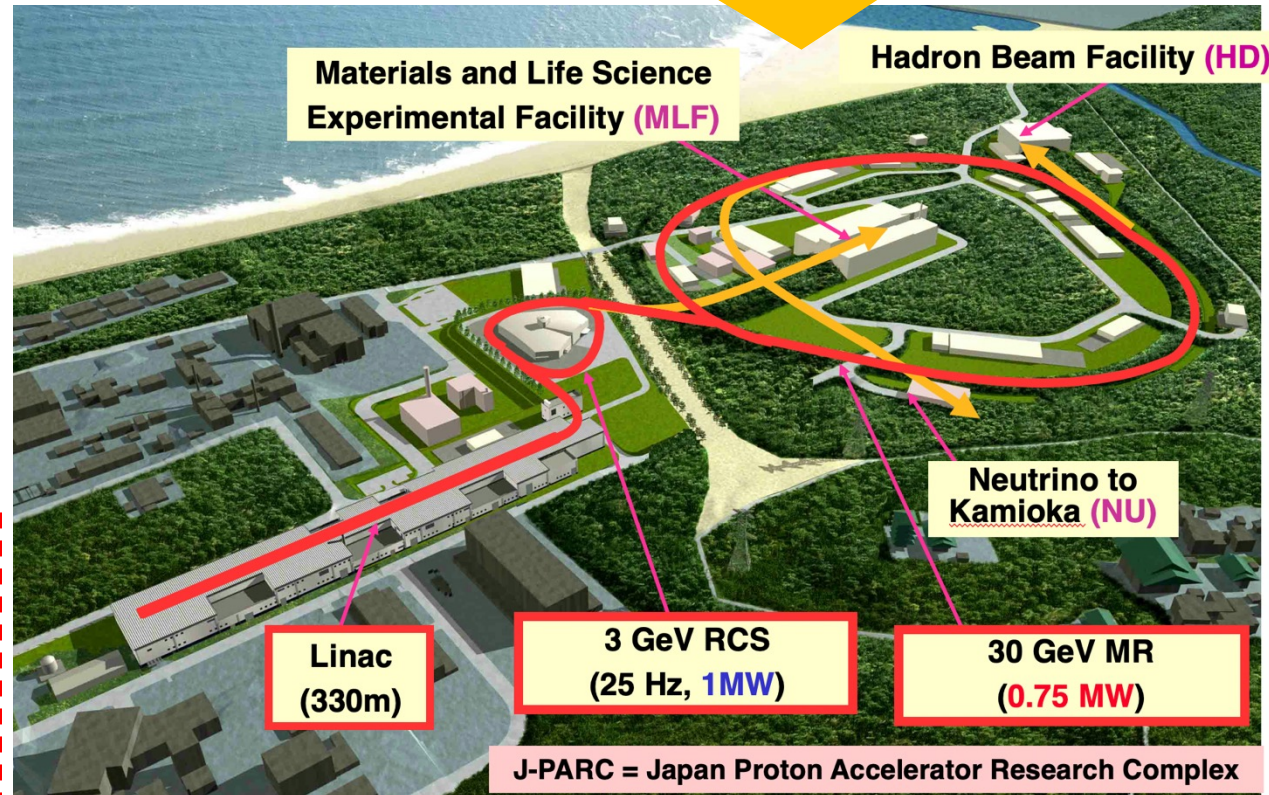 Materials and Life Science
Experimental Facility (MLF)
Hadron Beam Facility (HD)
Neutrino to
Kamioka (NU)
Linac
(330m)
3 GeV RCS
(25 Hz, 1MW)
30 GeV MR
(0.75 MW)
J-PARC = Japan Proton Accelerator Research Complex